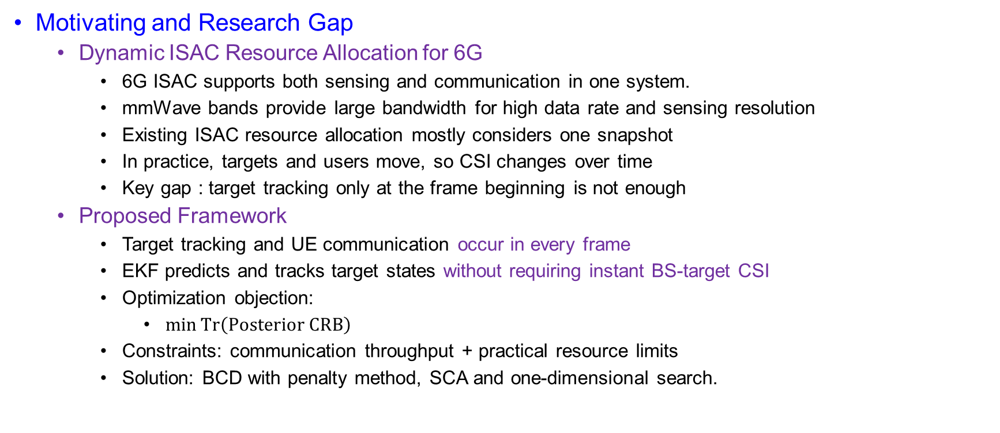 • Motivating and Research Gap
• Dynamic ISAC Resource Allocation for 6G
• 6G ISAC supports both sensing and communication in one system.
• mmWave bands provide large bandwidth for high data rate and sensing resolution
• Existing ISAC resource allocation mostly considers one snapshot
• In practice, targets and users move, so CSI changes over time
• Key gap : target tracking only at the frame beginning is not enough
• Proposed Framework
• Target tracking and UE communication occur in every frame
• EKF predicts and tracks target states without requiring instant BS-target CSI
• Optimization objection:
• min Tr(Posterior CRB)
• Constraints: communication throughput + practical resource limits
• Solution: BCD with penalty method, SCA and one-dimensional search.